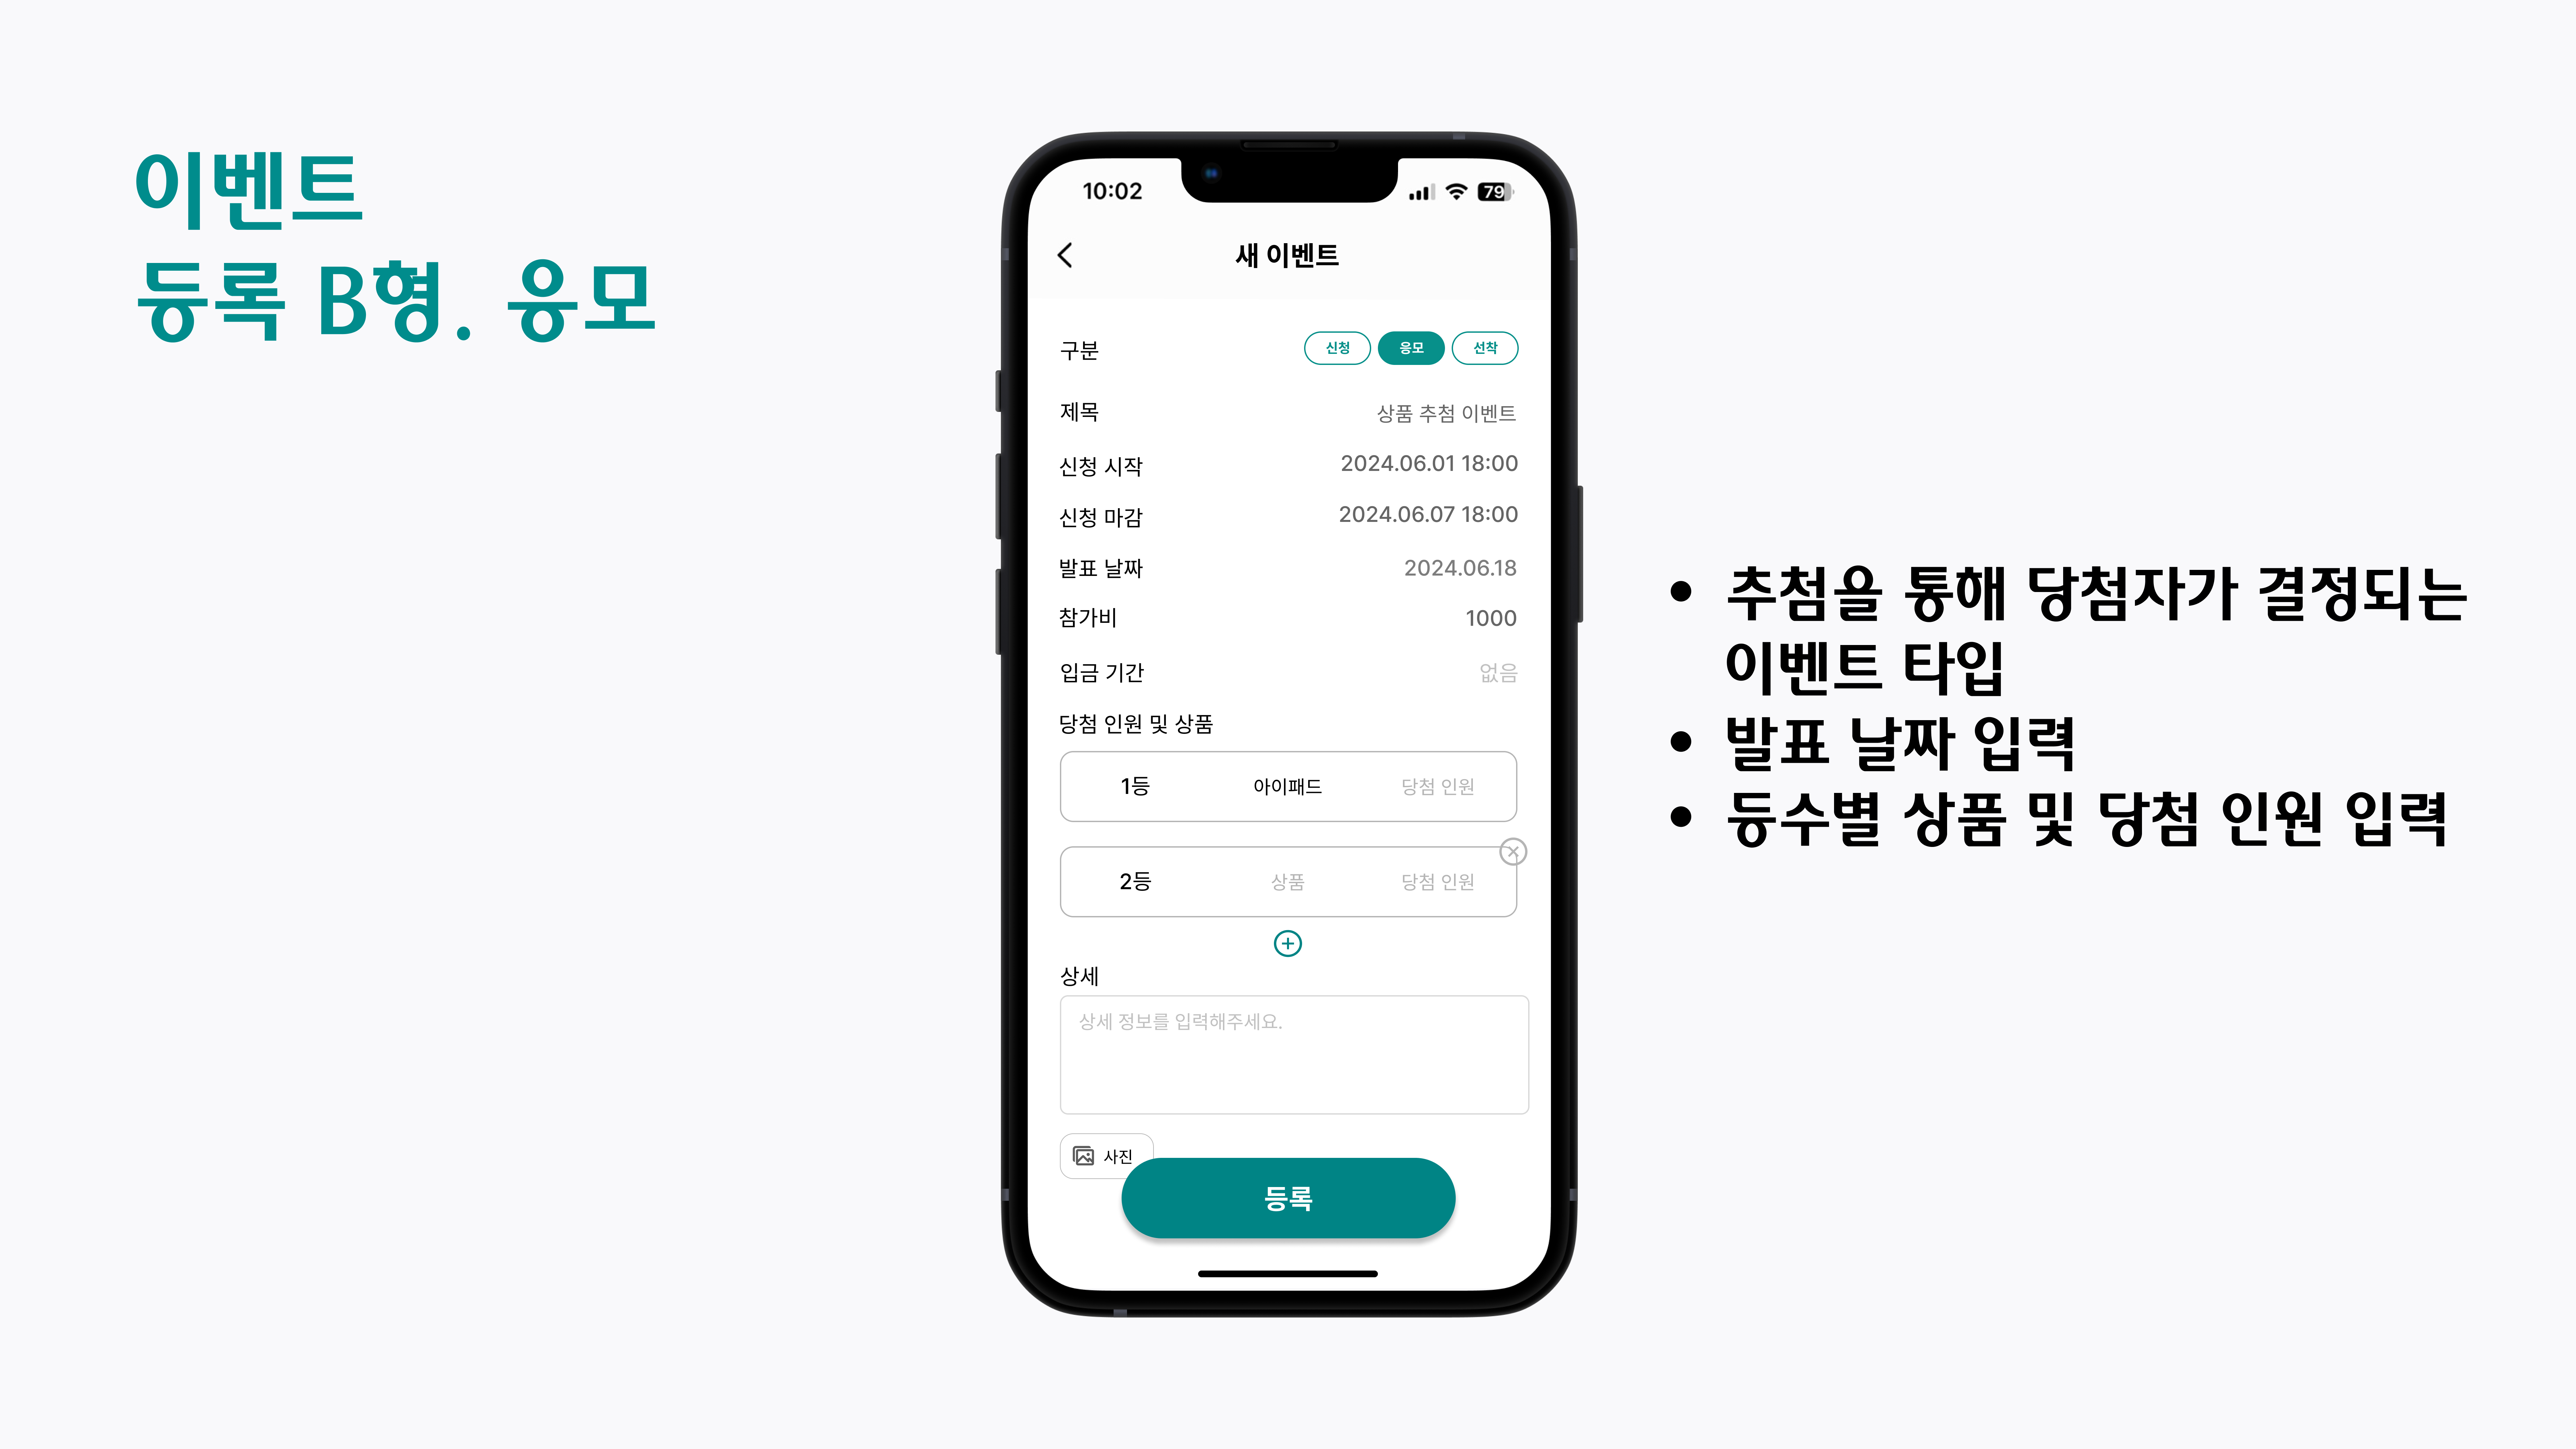 이벤트
등록 B형. 응모
10:02
79
새 이벤트
구분 신청 응모 선착
제목 상품 추첨 이벤트
신청 시작 2024.06.01 18:00
신청 마감 2024.06.07 18:00
발표 날짜 2024.06.18
참가비 1000
입금 기간 없음
당첨 인원 및 상품
1등 아이패드 당첨 인원
2등 상품 당첨 인원
상세
상세 정보를 입력해주세요.
사진
등록
• 추첨을 통해 당첨자가 결정되는
이벤트 타입
• 발표 날짜 입력
• 등수별 상품 및 당첨 인원 입력